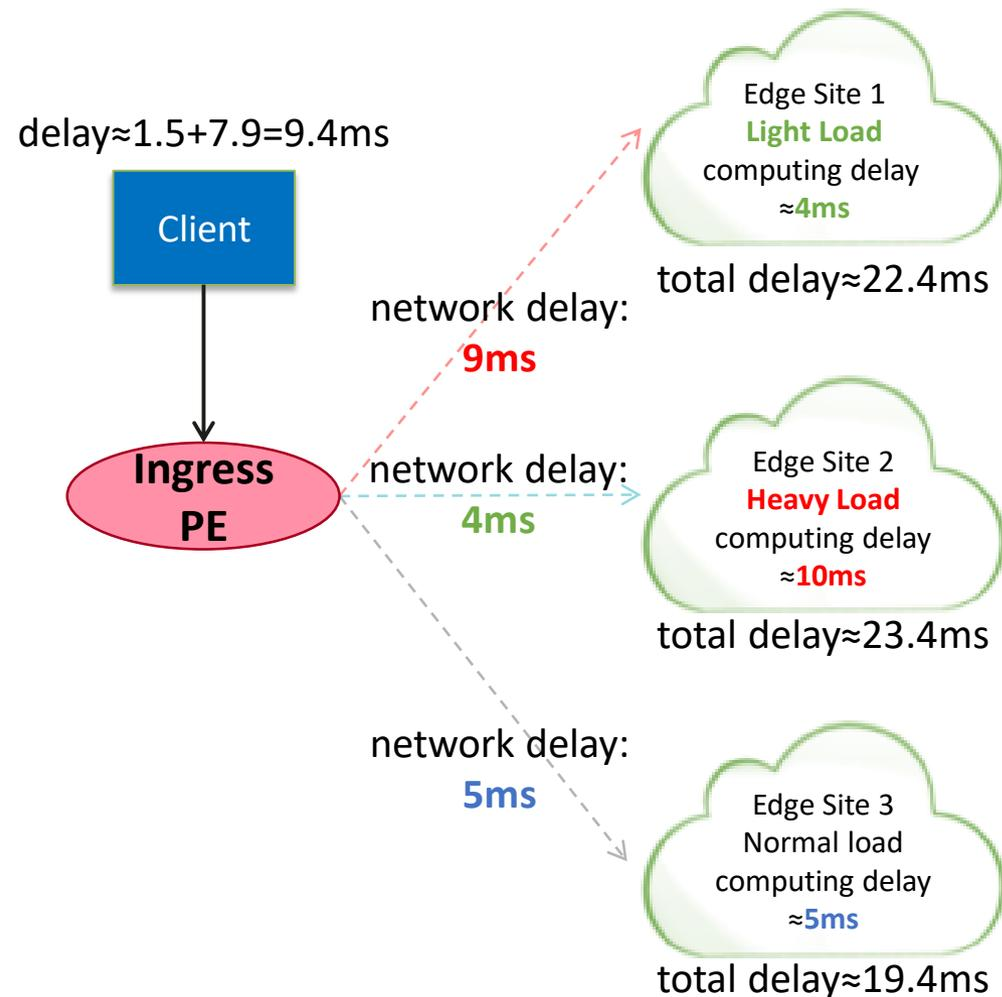 delay≈1.5+7.9=9.4ms
Client
Ingress
PE
network delay:
9ms
network delay:
4ms
network delay:
5ms
Edge Site 1
Light Load
computing delay
≈4ms
total delay≈22.4ms
Edge Site 2
Heavy Load
computing delay
≈10ms
total delay≈23.4ms
Edge Site 3
Normal load
computing delay
≈5ms
total delay≈19.4ms